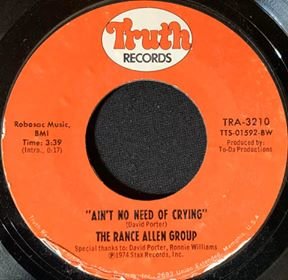 Truth
RECORDS
Robosac Music,
BMI
Time: 3:39
(Intro., 0:17)
TRA-3210
TTS-01592-BW
Produced by:
To-Da Productions
"AIN'T NO NEED OF CRYING"
(David Porter)
THE RANCE ALLEN GROUP
Special thanks to: David Porter, Ronnie Williams
℗1974 Stax Records, Inc.